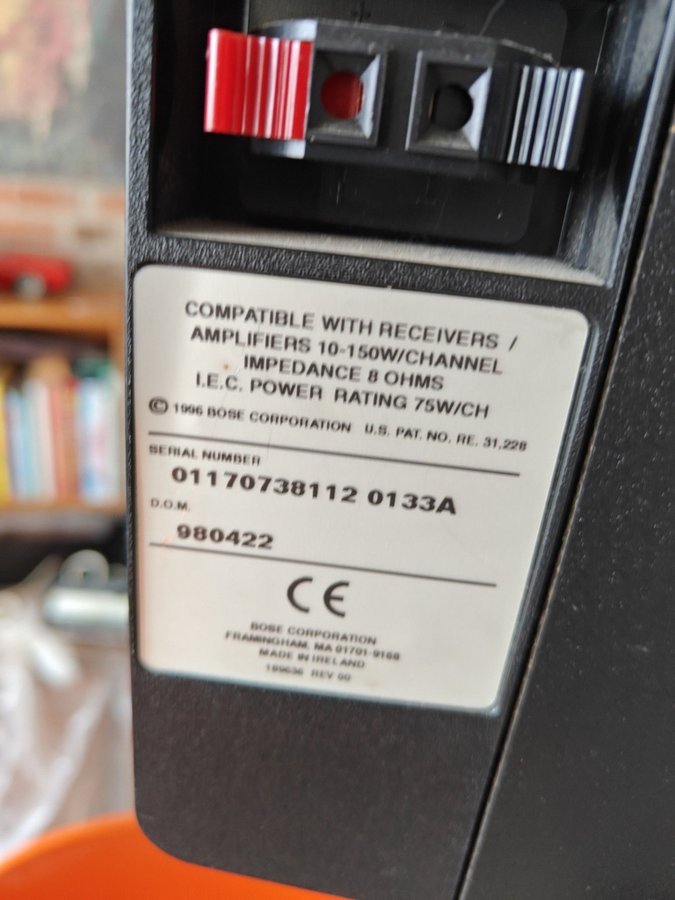 COMPATIBLE WITH RECEIVERS /
AMPLIFIERS 10-150W/CHANNEL
IMPEDANCE 8 OHMS
I.E.C. POWER RATING 75W/CH
© 1996 BOSE CORPORATION U.S. PAT. NO. RE. 31,228
SERIAL NUMBER
01170738112 0133A
D.O.M.
980422
CE
BOSE CORPORATION
FRAMINGHAM, MA 01701-9168
MADE IN IRELAND
REV 00